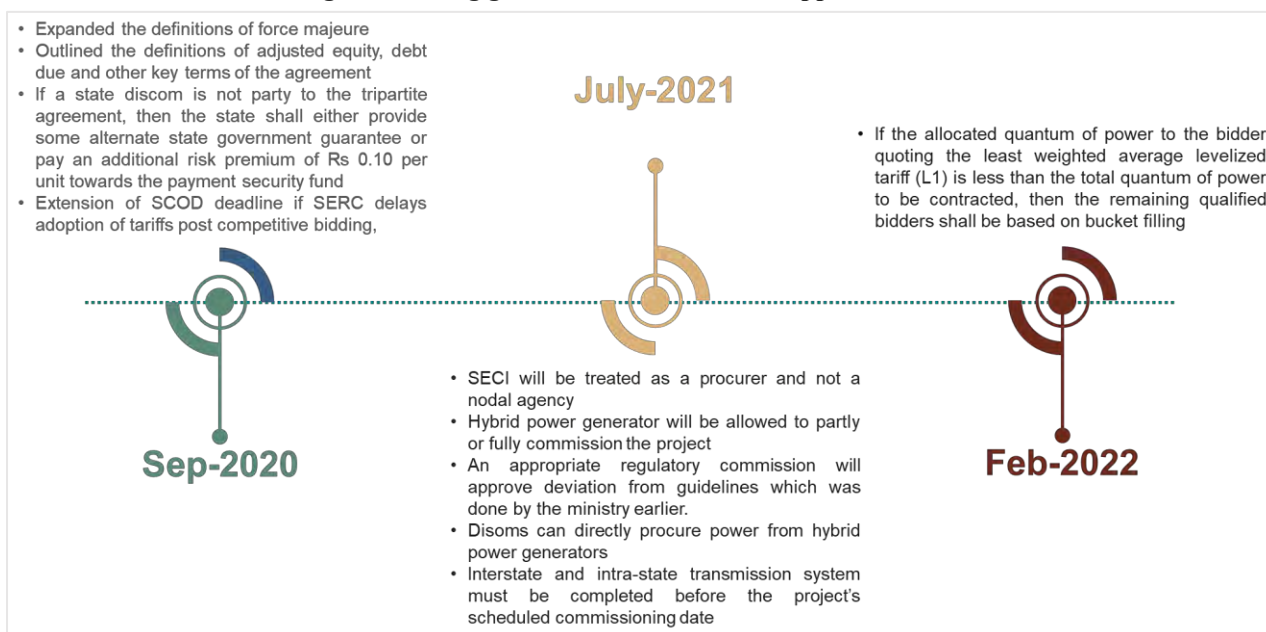 • Expanded the definitions of force majeure
• Outlined the definitions of adjusted equity, debt
due and other key terms of the agreement
• If a state discom is not party to the tripartite
agreement, then the state shall either provide
some alternate state government guarantee or
pay an additional risk premium of Rs 0.10 per
unit towards the payment security fund
• Extension of SCOD deadline if SERC delays
adoption of tariffs post competitive bidding,
Sep-2020
July-2021
• SECI will be treated as a procurer and not a
nodal agency
• Hybrid power generator will be allowed to partly
or fully commission the project
• An appropriate regulatory commission will
approve deviation from guidelines which was
done by the ministry earlier.
• Disoms can directly procure power from hybrid
power generators
• Interstate and intra-state transmission system
must be completed before the project's
scheduled commissioning date
• If the allocated quantum of power to the bidder
quoting the least weighted average levelized
tariff (L1) is less than the total quantum of power
to be contracted, then the remaining qualified
bidders shall be based on bucket filling
Feb-2022